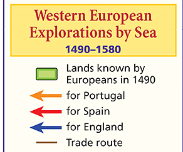 Western European
Explorations by Sea
1490–1580
Lands known by
Europeans in 1490
for Portugal
for Spain
for England
Trade route